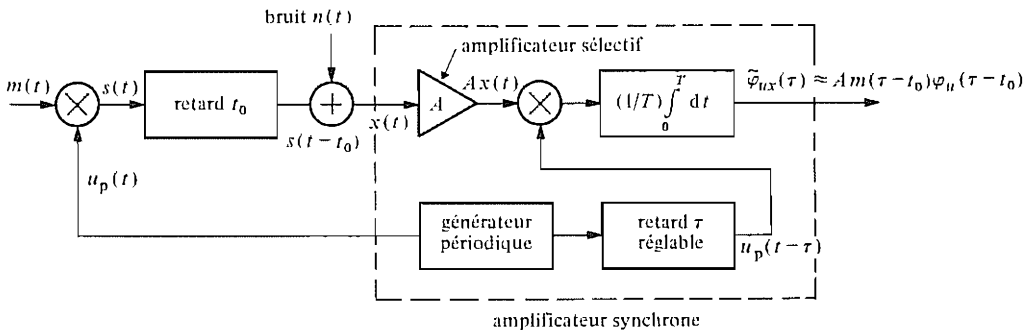 bruit n(t)
amplificateur sélectif
m(t)
s(t)
retard t₀
+
s(t−t₀)
x(t)
A
Ax(t)
(1/T) ∫₀ᵀ dt
φ̃ux(τ) ≈ Am(τ−t₀)φu(τ−t₀)
uₚ(t)
générateur
périodique
retard τ
réglable
uₚ(t−τ)
amplificateur synchrone